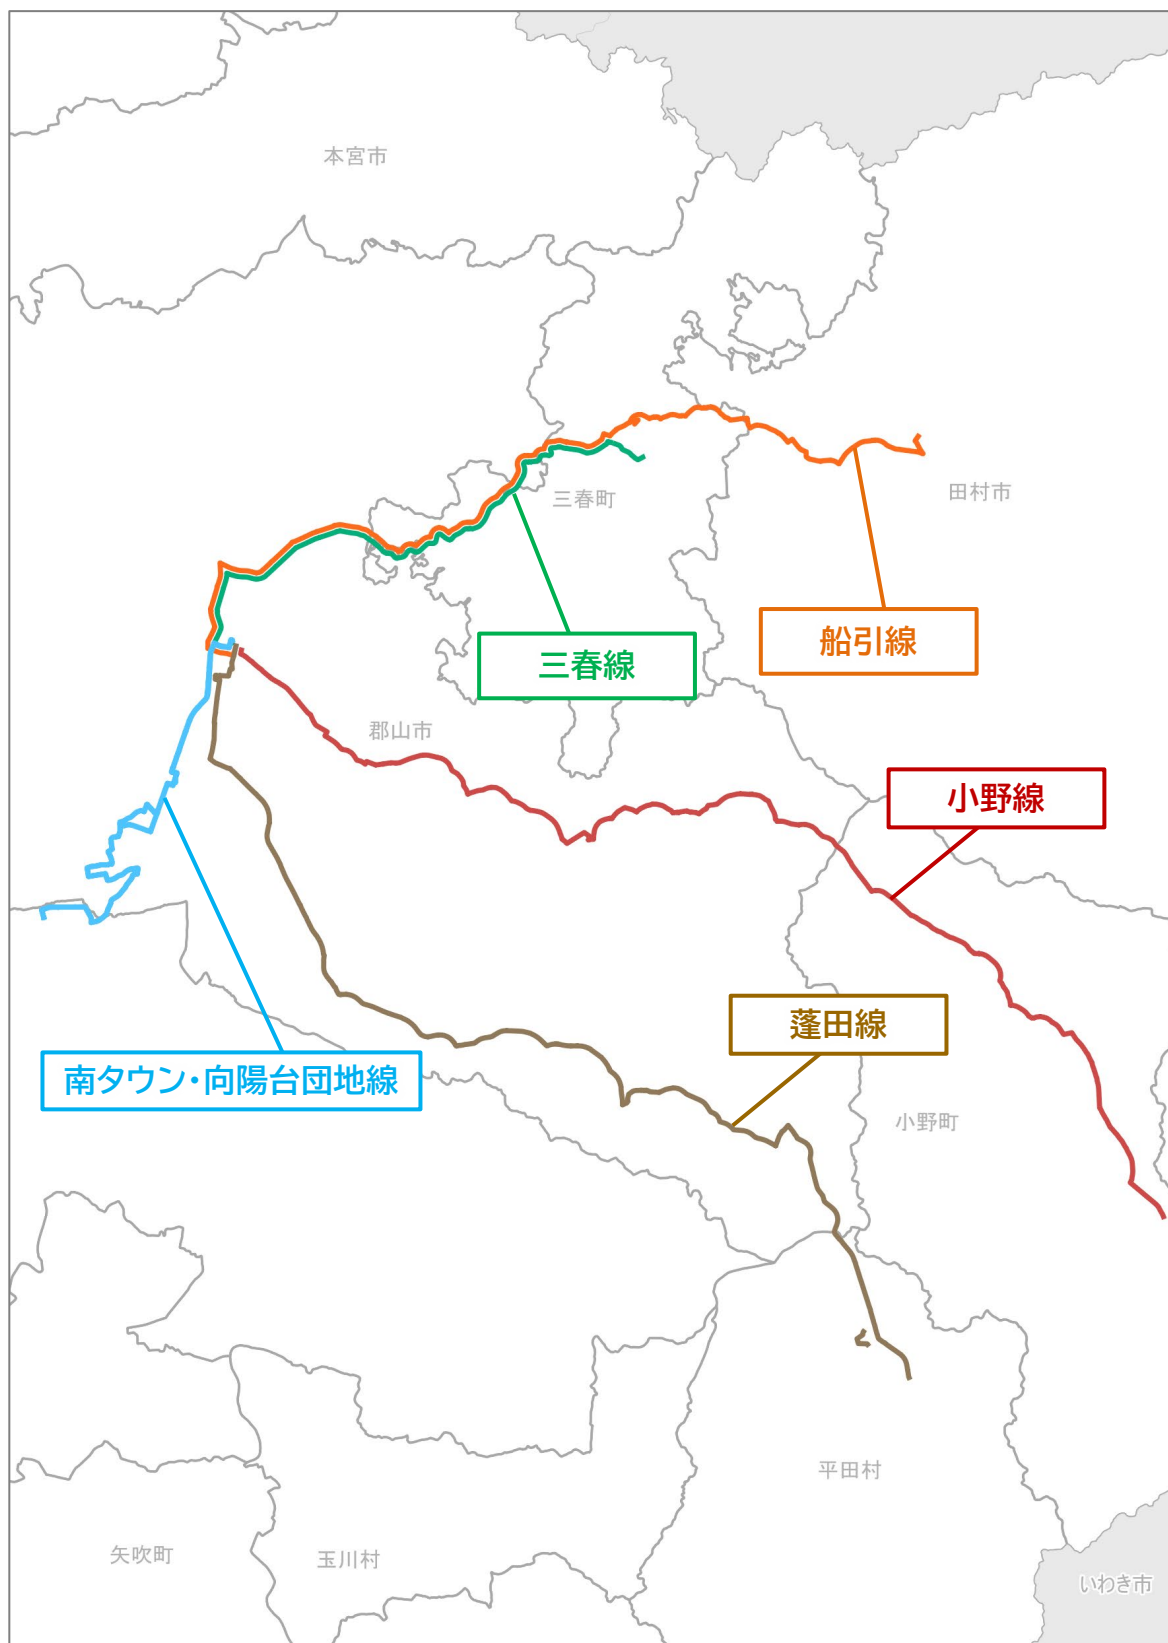 本宮市
三春町
田村市
船引線
三春線
郡山市
小野線
蓬田線
南タウン・向陽台団地線
小野町
平田村
矢吹町
玉川村
いわき市